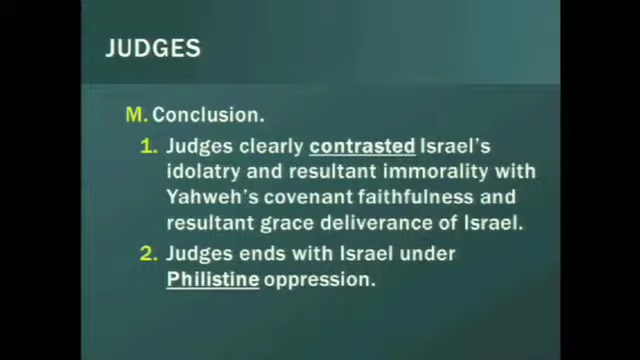 JUDGES
M. Conclusion.
1. Judges clearly contrasted Israel's
idolatry and resultant immorality with
Yahweh's covenant faithfulness and
resultant grace deliverance of Israel.
2. Judges ends with Israel under
Philistine oppression.